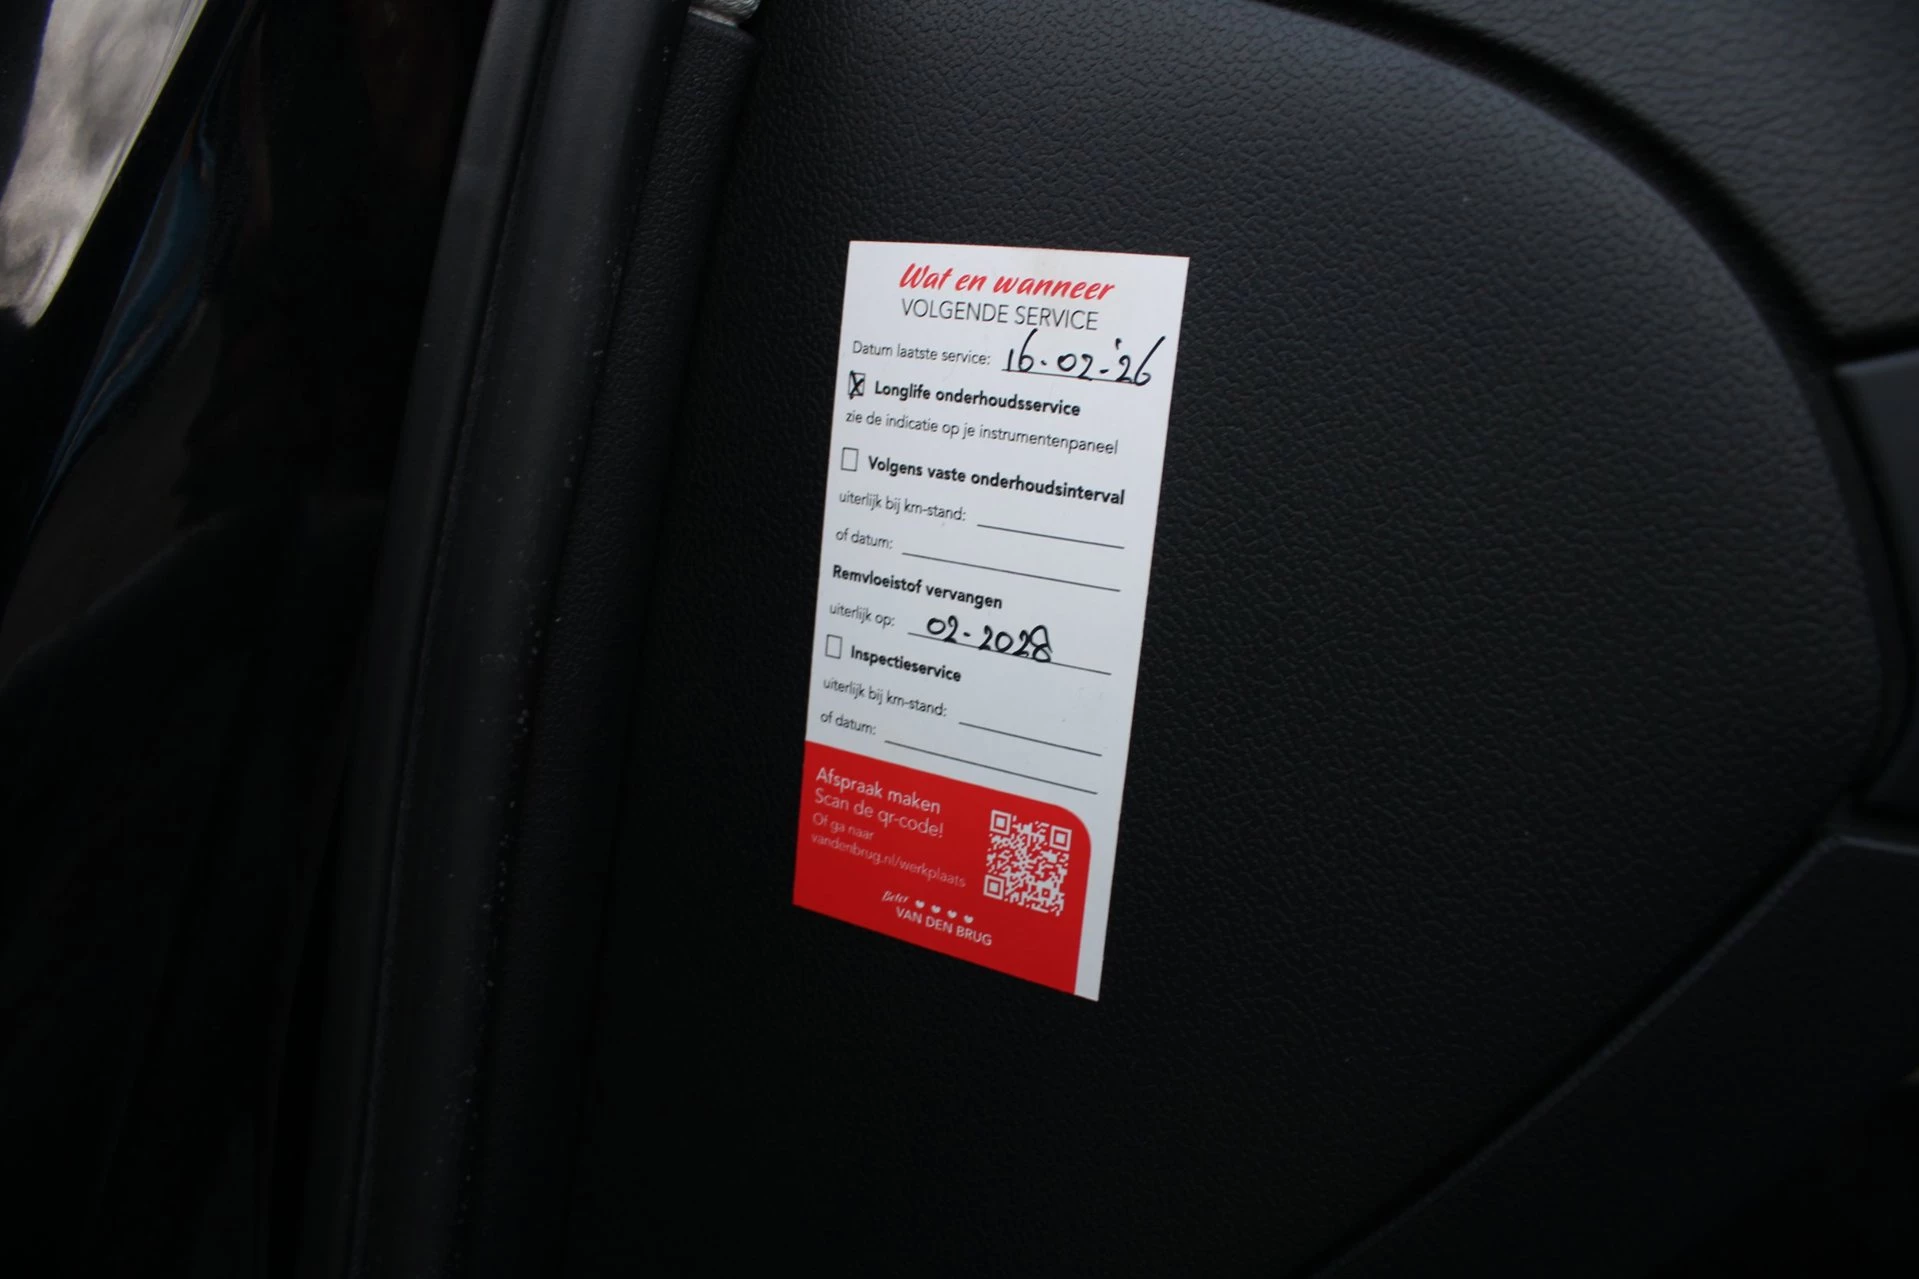 Wat en wanneer
VOLGENDE SERVICE
Datum laatste service: 16-02-'26
X Longlife onderhoudsservice
zie de indicatie op je instrumentenpaneel
Volgens vaste onderhoudsinterval
uiterlijk bij km-stand:
of datum:
Remvloeistof vervangen
uiterlijk op: 02-2028
Inspectieservice
uiterlijk bij km-stand:
of datum:
Afspraak maken
Scan de qr-code!
Of ga naar
vandenbrug.nl/werkplaats
Beter
VAN DEN BRUG